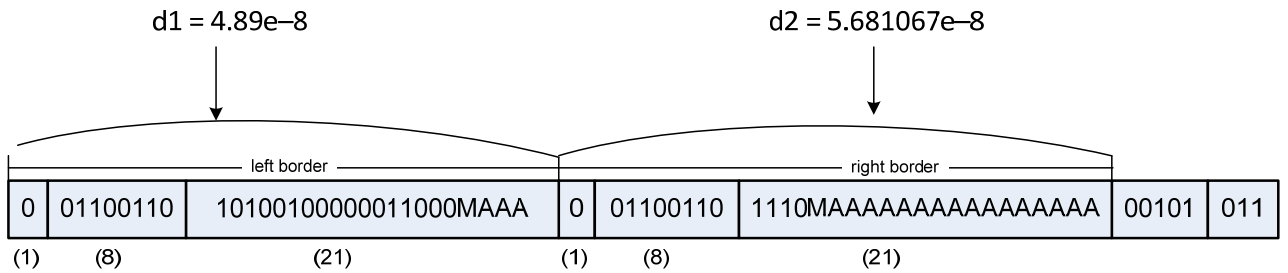 d1 = 4.89e–8 d2 = 5.681067e–8
left border right border
0 01100110 10100100000011000MAAA 0 01100110 1110MAAAAAAAAAAAAAAAA 00101 011
(1) (8) (21) (1) (8) (21)